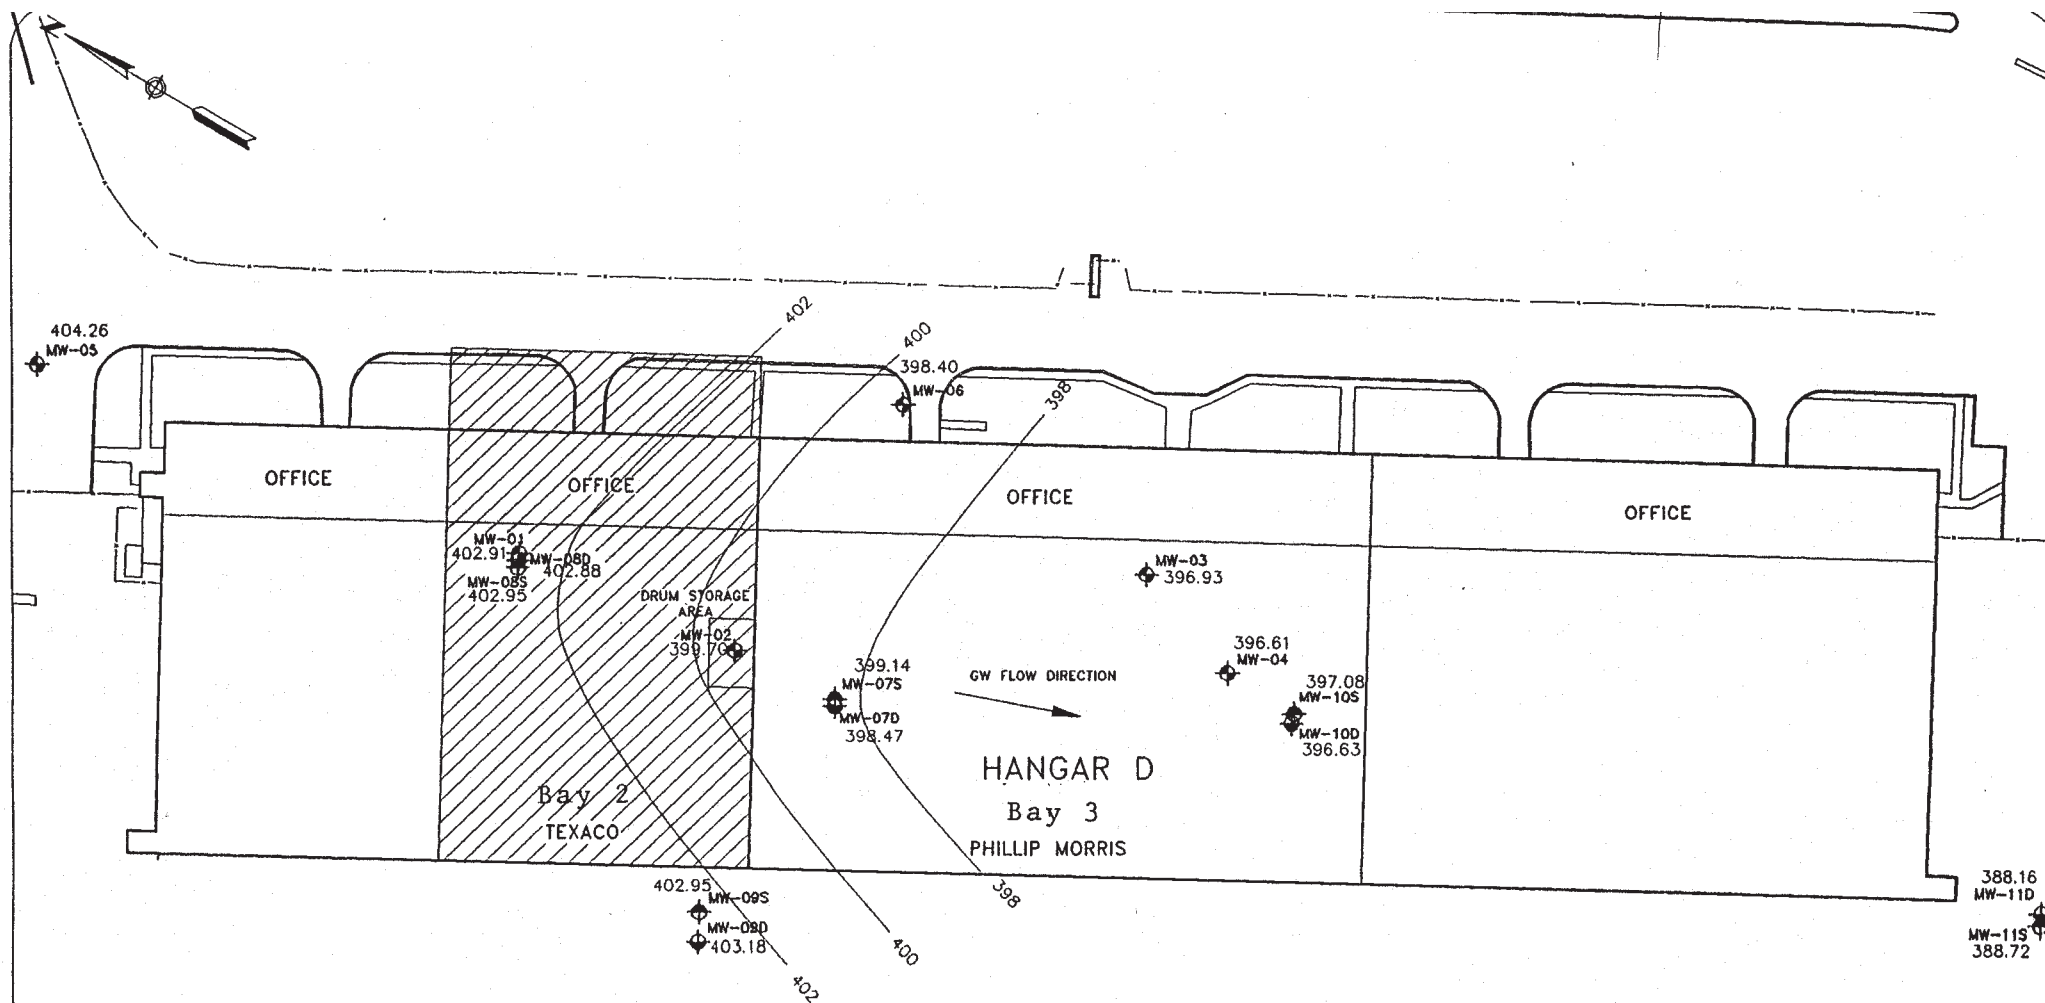 N
402
400
404.26
MW-05
398.40
MW-06
398
OFFICE
OFFICE
OFFICE
OFFICE
MW-01
402.91
MW-08D
402.88
MW-08S
402.95
DRUM STORAGE
AREA
MW-02
399.70
MW-03
396.93
396.61
MW-04
399.14
MW-07S
MW-07D
398.47
GW FLOW DIRECTION
397.08
MW-10S
MW-10D
396.63
HANGAR D
Bay 3
PHILLIP MORRIS
Bay 2
TEXACO
402.95
MW-09S
MW-09D
403.18
398
400
402
388.16
MW-11D
MW-11S
388.72